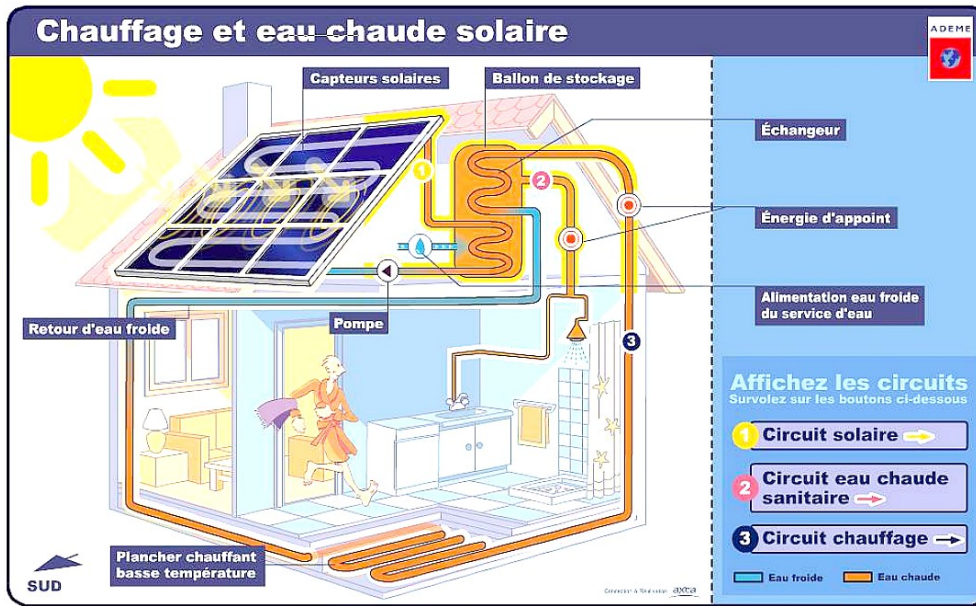 Chauffage et eau chaude solaire
ADEME
Capteurs solaires
Ballon de stockage
Échangeur
1
2
Énergie d'appoint
Alimentation eau froide
du service d'eau
Retour d'eau froide
Pompe
3
Affichez les circuits
Survolez sur les boutons ci-dessous
1 Circuit solaire
2 Circuit eau chaude
sanitaire
3 Circuit chauffage
Plancher chauffant
basse température
SUD
Eau froide
Eau chaude